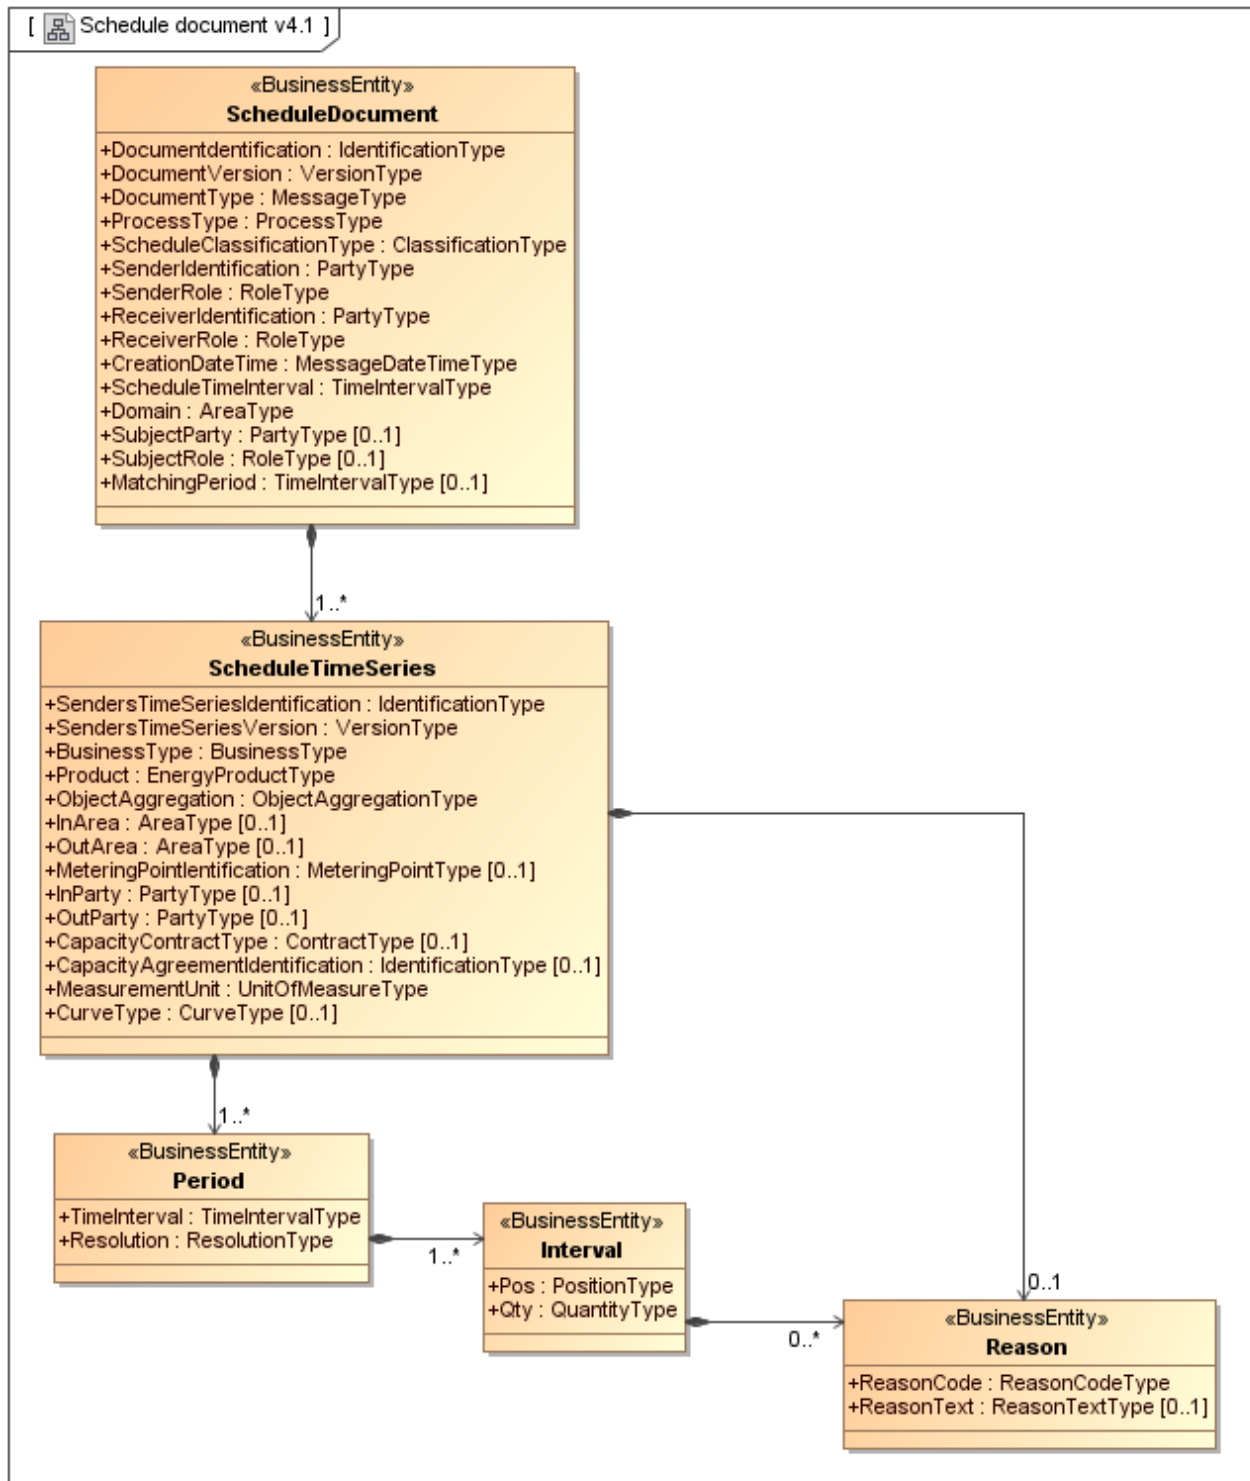 [ Schedule document v4.1 ]
«BusinessEntity»
ScheduleDocument
+Documentdentification : IdentificationType
+DocumentVersion : VersionType
+DocumentType : MessageType
+ProcessType : ProcessType
+ScheduleClassificationType : ClassificationType
+SenderIdentification : PartyType
+SenderRole : RoleType
+ReceiverIdentification : PartyType
+ReceiverRole : RoleType
+CreationDateTime : MessageDateTimeType
+ScheduleTimeInterval : TimeIntervalType
+Domain : AreaType
+SubjectParty : PartyType [0..1]
+SubjectRole : RoleType [0..1]
+MatchingPeriod : TimeIntervalType [0..1]
1..*
«BusinessEntity»
ScheduleTimeSeries
+SendersTimeSeriesIdentification : IdentificationType
+SendersTimeSeriesVersion : VersionType
+BusinessType : BusinessType
+Product : EnergyProductType
+ObjectAggregation : ObjectAggregationType
+InArea : AreaType [0..1]
+OutArea : AreaType [0..1]
+MeteringPointIentification : MeteringPointType [0..1]
+InParty : PartyType [0..1]
+OutParty : PartyType [0..1]
+CapacityContractType : ContractType [0..1]
+CapacityAgreementIdentification : IdentificationType [0..1]
+MeasurementUnit : UnitOfMeasureType
+CurveType : CurveType [0..1]
1..*
«BusinessEntity»
Period
+TimeInterval : TimeIntervalType
+Resolution : ResolutionType
1..*
«BusinessEntity»
Interval
+Pos : PositionType
+Qty : QuantityType
0..*
0..1
«BusinessEntity»
Reason
+ReasonCode : ReasonCodeType
+ReasonText : ReasonTextType [0..1]